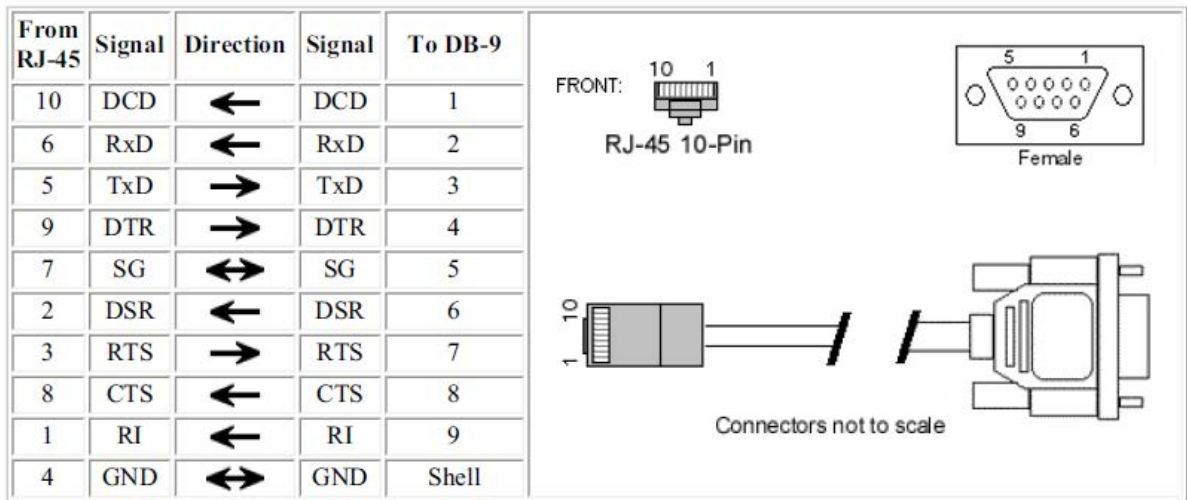 From RJ-45 Signal Direction Signal To DB-9
10 DCD ← DCD 1
6 RxD ← RxD 2
5 TxD → TxD 3
9 DTR → DTR 4
7 SG ↔ SG 5
2 DSR ← DSR 6
3 RTS → RTS 7
8 CTS ← CTS 8
1 RI ← RI 9
4 GND ↔ GND Shell
10 1
FRONT:
RJ-45 10-Pin
5 1
9 6
Female
10
1
Connectors not to scale